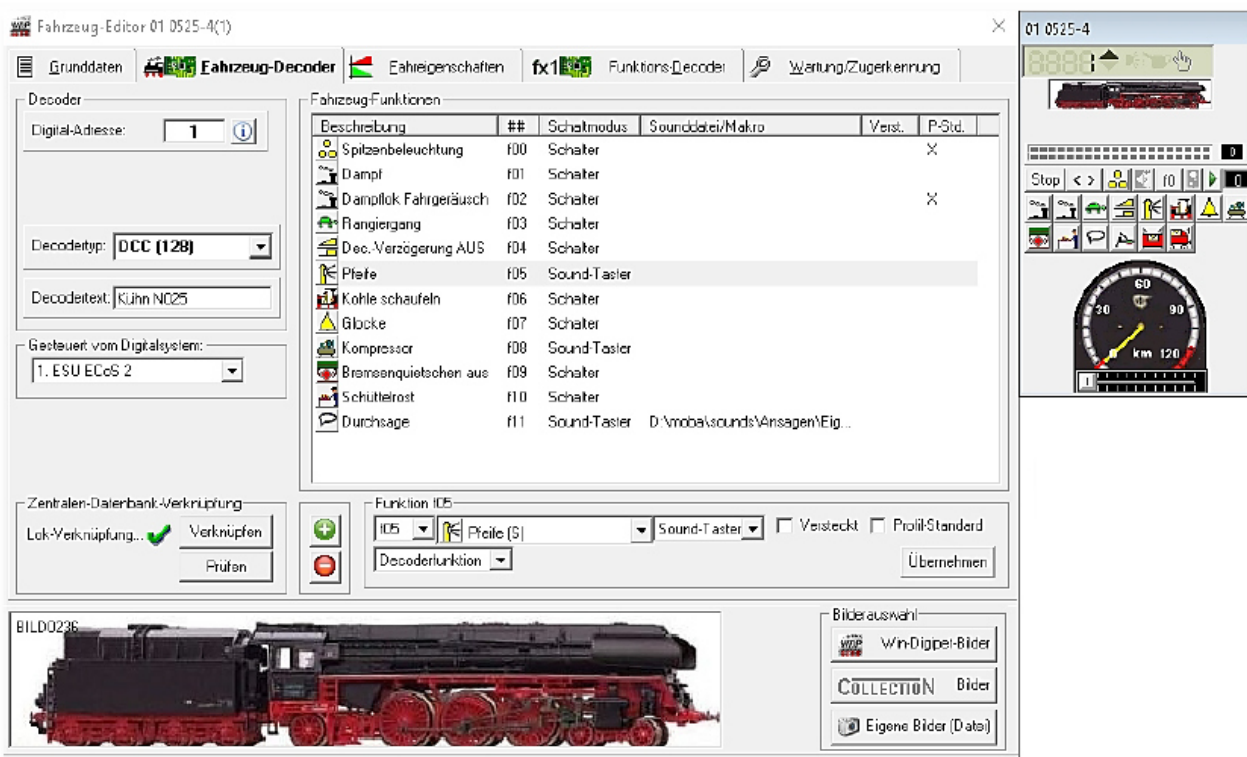 Fahrzeug-Editor 01 0525-4(1)
Grunddaten Fahrzeug-Decoder Fahreigenschaften fx1 Funktions-Decoder Wartung/Zugerkennung
Decoder
Digital-Adresse: 1
Decodertyp: DCC (128)
Decodertext: Kühn N025
Gesteuert vom Digitalsystem:
1. ESU ECoS 2
Fahrzeug-Funktionen
Beschreibung ## Schaltmodus Sounddatei/Makro Verst. P-Std.
Spitzenbeleuchtung f00 Schalter X
Dampf f01 Schalter
Dampflok Fahrgeräusch f02 Schalter X
Rangiergang f03 Schalter
Dec.-Verzögerung AUS f04 Schalter
Pfeife f05 Sound-Taster
Kohle schaufeln f06 Schalter
Glocke f07 Schalter
Kompressor f08 Sound-Taster
Bremsenquietschen aus f09 Schalter
Schüttelrost f10 Schalter
Durchsage f11 Sound-Taster D:\moba\sounds\Ansagen\Eig...
Zentralen-Datenbank-Verknüpfung
Lok-Verknüpfung... Verknüpfen
Prüfen
Funktion f05
f05 Pfeife (S) Sound-Taster Versteckt Profil-Standard
Decoderfunktion Übernehmen
BILD0236
Bilderauswahl
Win-Digipet-Bilder
COLLECTION Bilder
Eigene Bilder (Datei)
01 0525-4
1
0
Stop < > f0 0
60
30 90
0 km 120